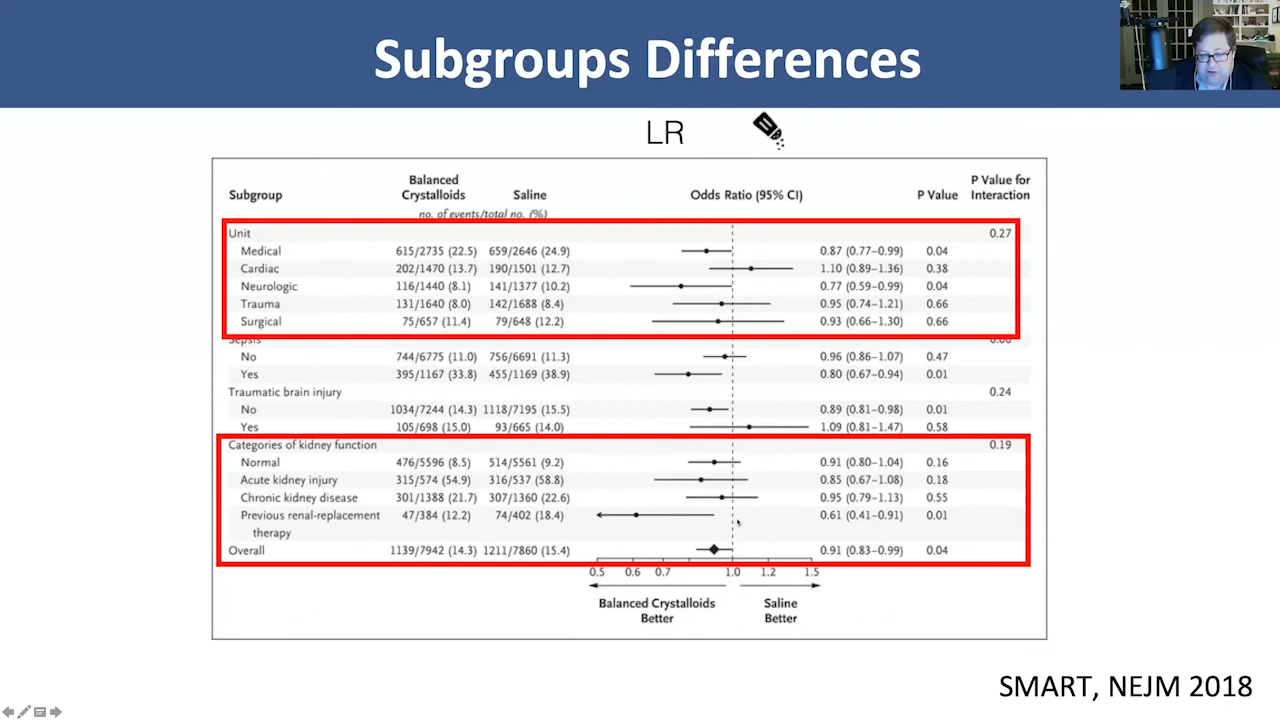 Subgroups Differences
LR
Subgroup Balanced Crystalloids Saline Odds Ratio (95% CI) P Value P Value for Interaction
no. of events/total no. (%)
Unit 0.27
Medical 615/2735 (22.5) 659/2646 (24.9) 0.87 (0.77–0.99) 0.04
Cardiac 202/1470 (13.7) 190/1501 (12.7) 1.10 (0.89–1.36) 0.38
Neurologic 116/1440 (8.1) 141/1377 (10.2) 0.77 (0.59–0.99) 0.04
Trauma 131/1640 (8.0) 142/1688 (8.4) 0.95 (0.74–1.21) 0.66
Surgical 75/657 (11.4) 79/648 (12.2) 0.93 (0.66–1.30) 0.66
Sepsis
No 744/6775 (11.0) 756/6691 (11.3) 0.96 (0.86–1.07) 0.47
Yes 395/1167 (33.8) 455/1169 (38.9) 0.80 (0.67–0.94) 0.01
Traumatic brain injury 0.24
No 1034/7244 (14.3) 1118/7195 (15.5) 0.89 (0.81–0.98) 0.01
Yes 105/698 (15.0) 93/665 (14.0) 1.09 (0.81–1.47) 0.58
Categories of kidney function 0.19
Normal 476/5596 (8.5) 514/5561 (9.2) 0.91 (0.80–1.04) 0.16
Acute kidney injury 315/574 (54.9) 316/537 (58.8) 0.85 (0.67–1.08) 0.18
Chronic kidney disease 301/1388 (21.7) 307/1360 (22.6) 0.95 (0.79–1.13) 0.55
Previous renal-replacement 47/384 (12.2) 74/402 (18.4) 0.61 (0.41–0.91) 0.01
therapy
Overall 1139/7942 (14.3) 1211/7860 (15.4) 0.91 (0.83–0.99) 0.04
0.5 0.6 0.7 1.0 1.2 1.5
Balanced Crystalloids Better Saline Better
SMART, NEJM 2018